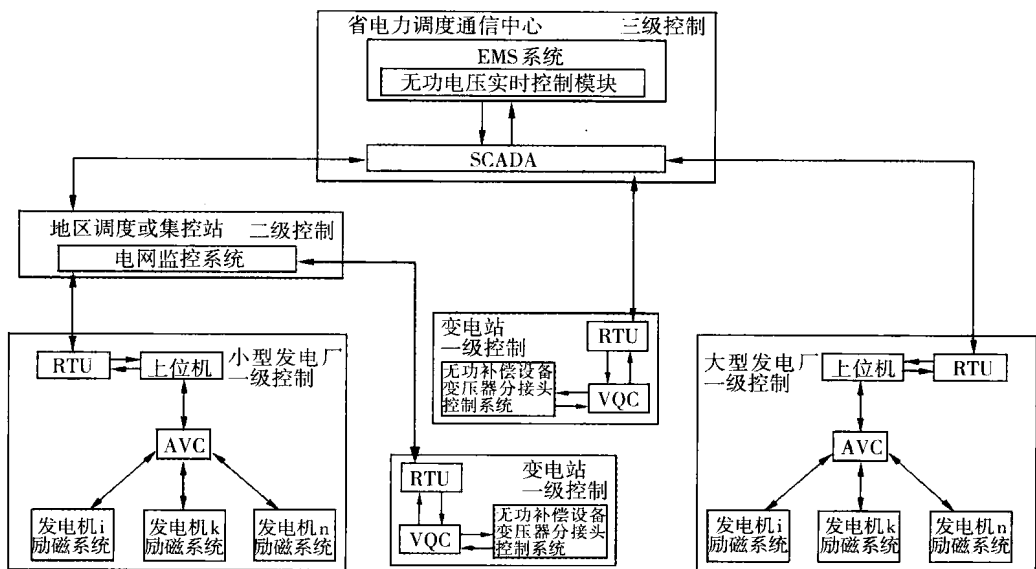 省电力调度通信中心 三级控制
EMS系统
无功电压实时控制模块
SCADA
地区调度或集控站 二级控制
电网监控系统
变电站
一级控制
RTU
无功补偿设备
变压器分接头
控制系统
VQC
RTU
上位机
小型发电厂
一级控制
AVC
发电机i
励磁系统
发电机k
励磁系统
发电机n
励磁系统
RTU
变电站
一级控制
VQC
无功补偿设备
变压器分接头
控制系统
大型发电厂
一级控制
上位机
RTU
AVC
发电机i
励磁系统
发电机k
励磁系统
发电机n
励磁系统